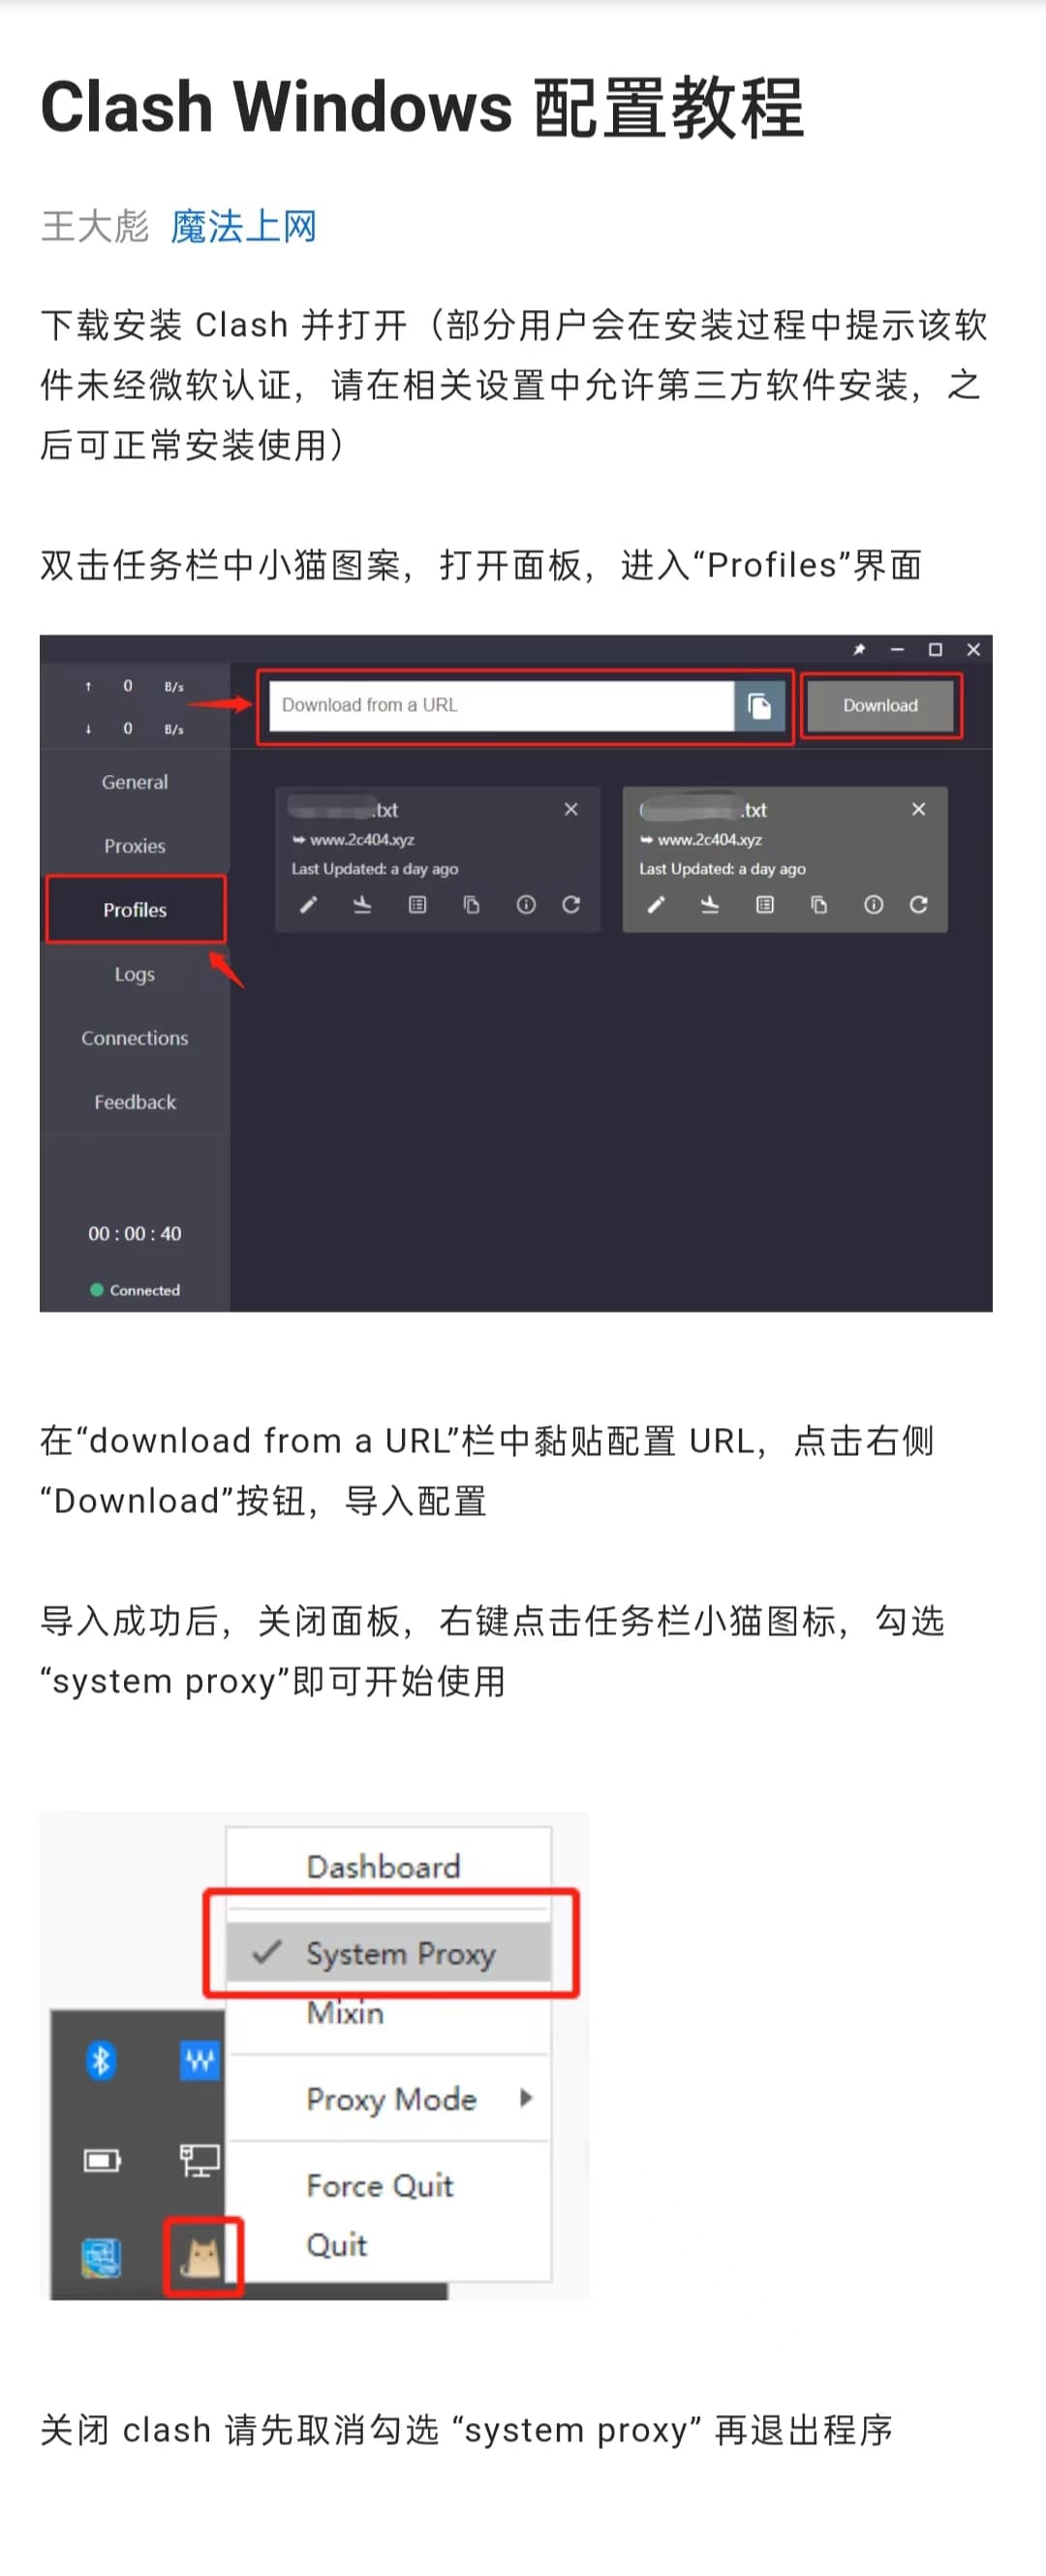 Clash Windows 配置教程
王大彪 魔法上网
下载安装 Clash 并打开（部分用户会在安装过程中提示该软
件未经微软认证，请在相关设置中允许第三方软件安装，之
后可正常安装使用）
双击任务栏中小猫图案，打开面板，进入“Profiles”界面
↑ 0 B/s
Download from a URL
Download
↓ 0 B/s
General
Proxies
Profiles
Logs
Connections
Feedback
00 : 00 : 40
Connected
.txt
www.2c404.xyz
Last Updated: a day ago
.txt
www.2c404.xyz
Last Updated: a day ago
在“download from a URL”栏中黏贴配置 URL，点击右侧
“Download”按钮，导入配置
导入成功后，关闭面板，右键点击任务栏小猫图标，勾选
“system proxy”即可开始使用
Dashboard
System Proxy
Mixin
Proxy Mode
Force Quit
Quit
关闭 clash 请先取消勾选 “system proxy” 再退出程序